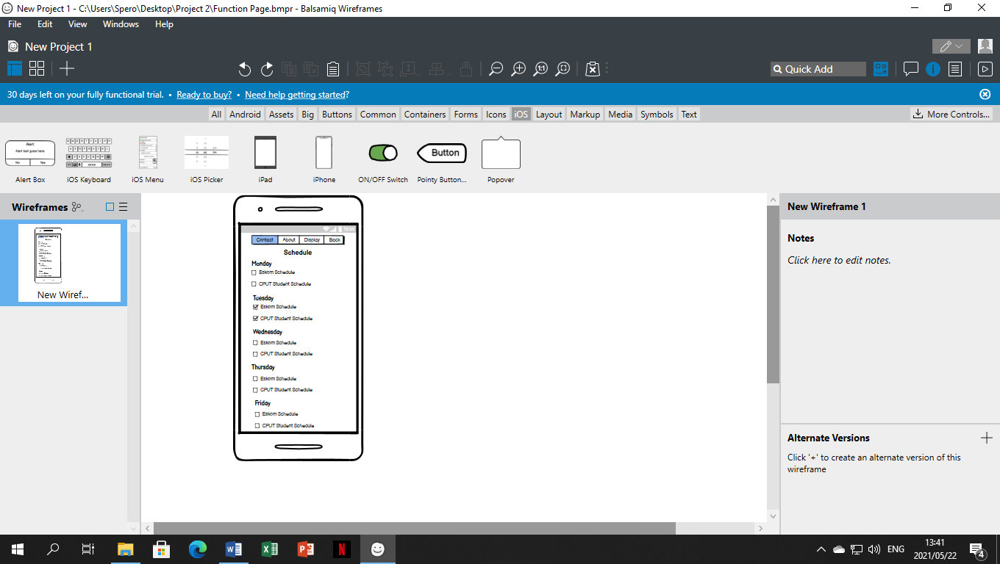 New Project 1 - C:\Users\Spero\Desktop\Project 2\Function Page.bmpr - Balsamiq Wireframes
File Edit View Windows Help
New Project 1
1:1
Quick Add
30 days left on your fully functional trial. • Ready to buy? • Need help getting started?
All Android Assets Big Buttons Common Containers Forms Icons iOS Layout Markup Media Symbols Text More Controls...
Alert
Alert text goes here
No Yes
Button
Alert Box iOS Keyboard iOS Menu iOS Picker iPad iPhone ON/OFF Switch Pointy Button... Popover
Wireframes
New Wiref...
Contact About Display Back
Schedule
Monday
Eskom Schedule
CPUT Student Schedule
Tuesday
Eskom Schedule
CPUT Student Schedule
Wednesday
Eskom Schedule
CPUT Student Schedule
Thursday
Eskom Schedule
CPUT Student Schedule
Friday
Eskom Schedule
CPUT Student Schedule
New Wireframe 1
Notes
Click here to edit notes.
Alternate Versions
Click '+' to create an alternate version of this
wireframe
ENG
13:41
2021/05/22
4